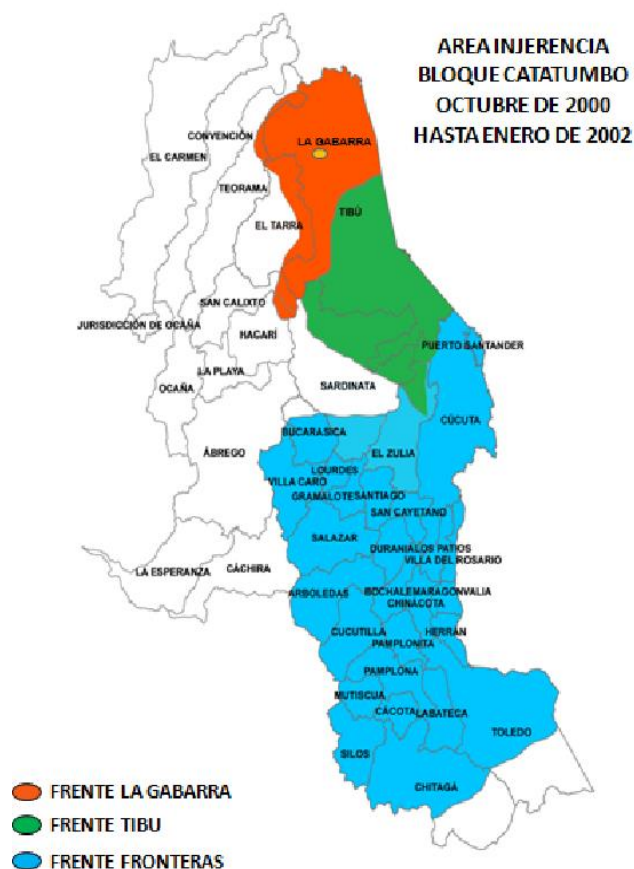 AREA INJERENCIA
BLOQUE CATATUMBO
OCTUBRE DE 2000
HASTA ENERO DE 2002
CONVENCIÓN
LA GABARRA
EL CARMEN
TEORAMA
TIBÚ
EL TARRA
SAN CALIXTO
JURISDICCIÓN DE OCAÑA
HACARÍ
PUERTO SANTANDER
LA PLAYA
OCAÑA
SARDINATA
CÚCUTA
BUCARASICA
ÁBREGO
EL ZULIA
LOURDES
VILLA CARO
GRAMALOTE
SANTIAGO
SAN CAYETANO
SALAZAR
DURANIA
LOS PATIOS
VILLA DEL ROSARIO
LA ESPERANZA
CÁCHIRA
ARBOLEDAS
BOCHALEMA
RAGONVALIA
CHINÁCOTA
CUCUTILLA
HERRÁN
PAMPLONITA
PAMPLONA
MUTISCUA
CÁCOTA
LABATECA
TOLEDO
SILOS
CHITAGÁ
FRENTE LA GABARRA
FRENTE TIBU
FRENTE FRONTERAS